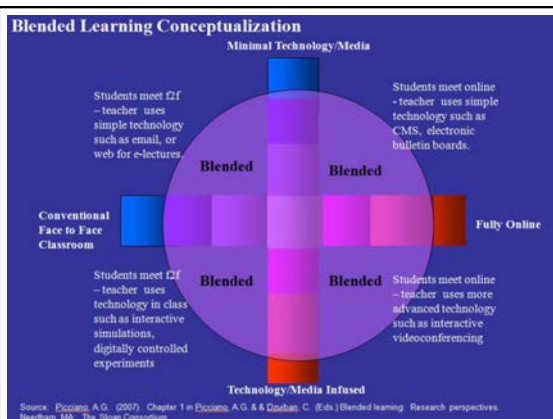 Blended Learning Conceptualization
Minimal Technology/Media
Students meet f2f
– teacher uses
simple technology
such as email, or
web for e-lectures.
Students meet online
- teacher uses simple
technology such as
CMS, electronic
bulletin boards.
Blended
Blended
Conventional
Face to Face
Classroom
Fully Online
Blended
Blended
Students meet f2f
– teacher uses
technology in class
such as interactive
simulations,
digitally controlled
experiments
Students meet online
– teacher uses more
advanced technology
such as interactive
videoconferencing
Technology/Media Infused
Source: Picciano, A.G. (2007). Chapter 1 in Picciano, A.G. & & Dzuban, C. (Eds.) Blended learning: Research perspectives.
Needham, MA: The Sloan Consortium.